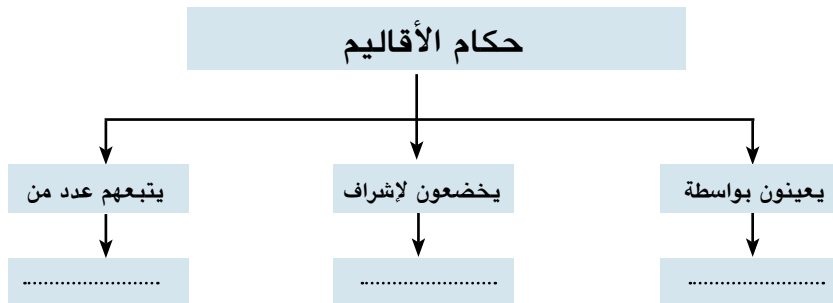 حكام الأقاليم
يعينون بواسطة
يخضعون لإشراف
يتبعهم عدد من
........................
........................
........................